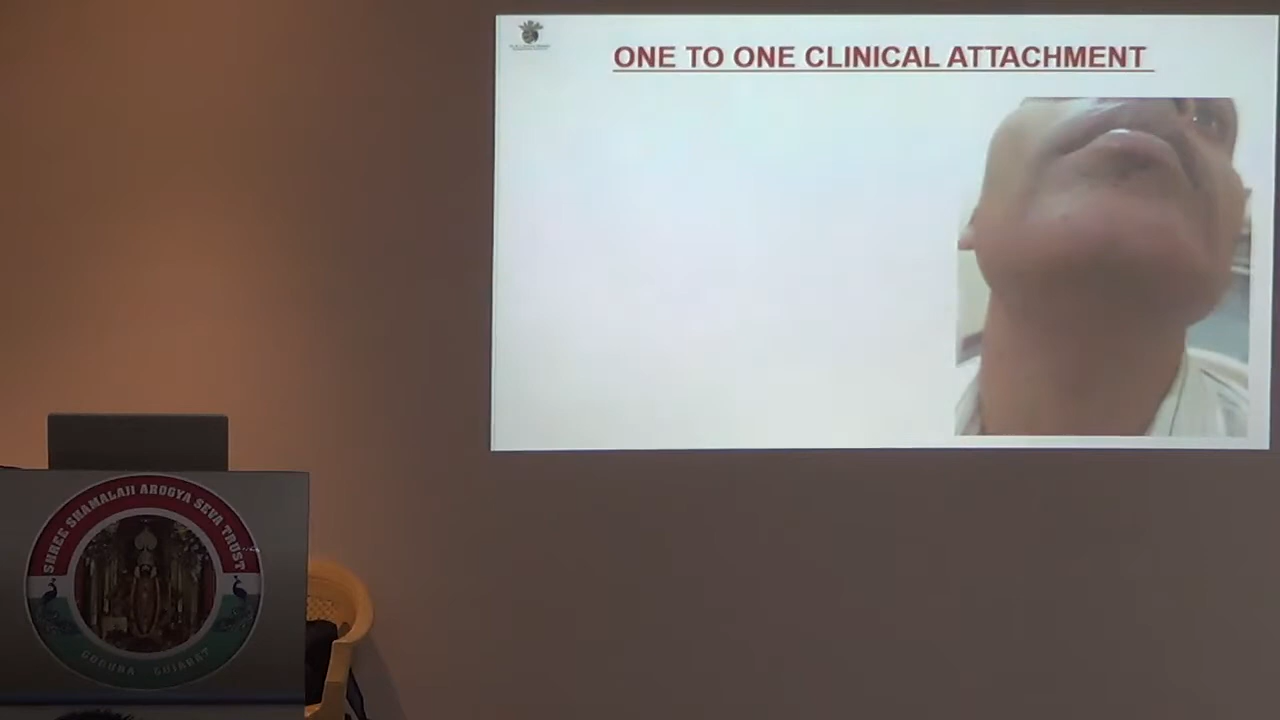 ONE TO ONE CLINICAL ATTACHMENT
SHREE SHAMALAJI AROGYA SEVA TRUST
GUJARAT